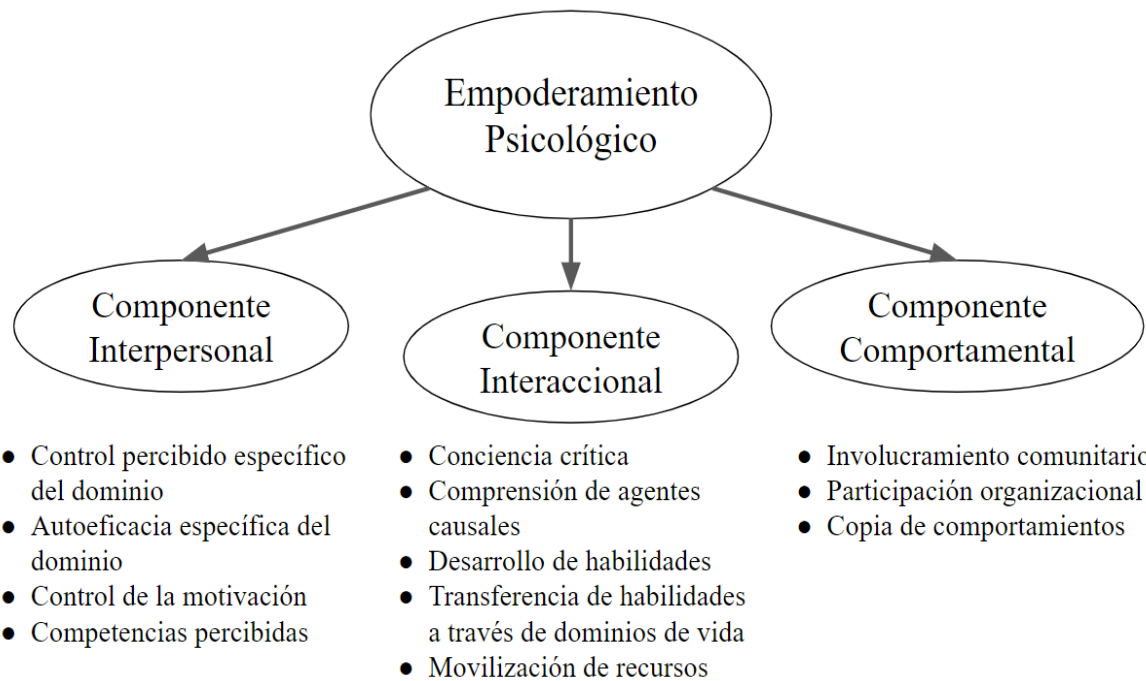 Empoderamiento
Psicológico
Componente
Interpersonal
Componente
Interaccional
Componente
Comportamental
● Control percibido específico
del dominio
● Autoeficacia específica del
dominio
● Control de la motivación
● Competencias percibidas
● Conciencia crítica
● Comprensión de agentes
causales
● Desarrollo de habilidades
● Transferencia de habilidades
a través de dominios de vida
● Movilización de recursos
● Involucramiento comunitario
● Participación organizacional
● Copia de comportamientos